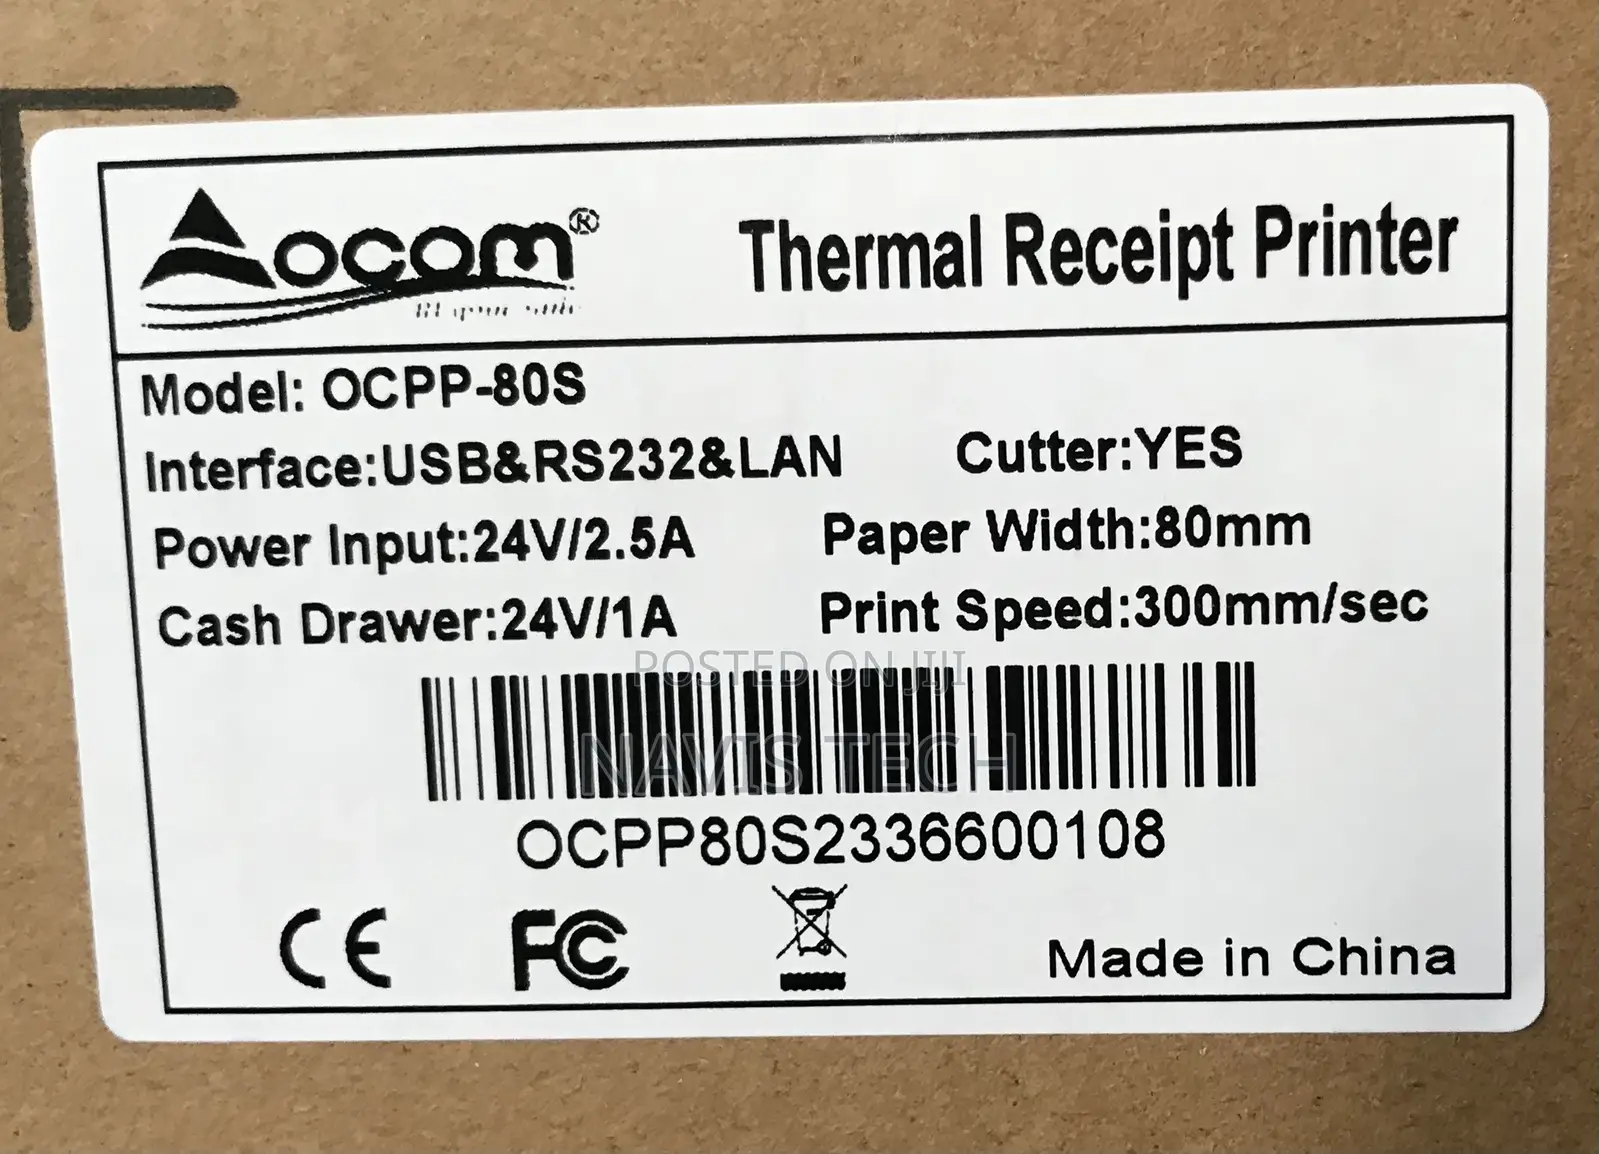 ocom®
Thermal Receipt Printer
Model: OCPP-80S
Interface:USB&RS232&LAN Cutter:YES
Power Input:24V/2.5A Paper Width:80mm
Cash Drawer:24V/1A Print Speed:300mm/sec
POSTED ON JIJI
NAVIS TECH
OCPP80S2336600108
CE FC Made in China